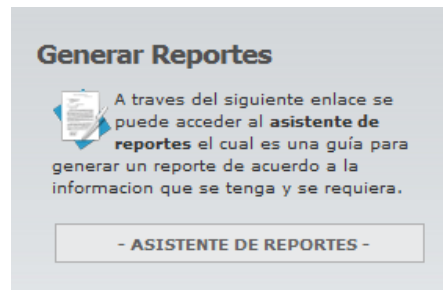 Generar Reportes
A traves del siguiente enlace se
puede acceder al asistente de
reportes el cual es una guía para
generar un reporte de acuerdo a la
informacion que se tenga y se requiera.
- ASISTENTE DE REPORTES -